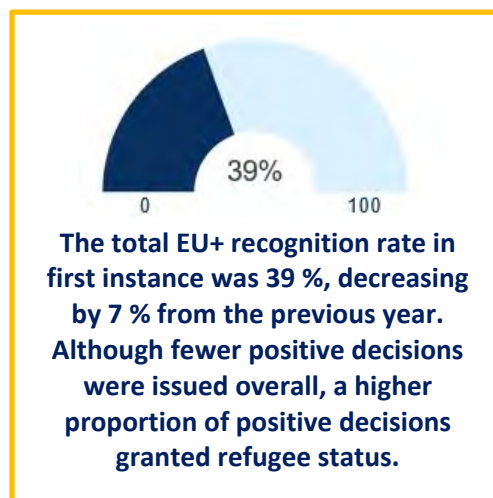 39%
0 100
The total EU+ recognition rate in
first instance was 39 %, decreasing
by 7 % from the previous year.
Although fewer positive decisions
were issued overall, a higher
proportion of positive decisions
granted refugee status.